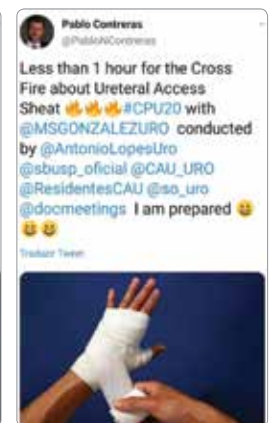 Pablo Contreras
@PabloNContreras
Less than 1 hour for the Cross
Fire about Ureteral Access
Sheat 🔥🔥🔥#CPU20 with
@MSGONZALEZURO conducted
by @AntonioLopesUro
@sbusp_oficial @CAU_URO
@ResidentesCAU @so_uro
@docmeetings I am prepared 😃
😃 😃
Traduzir Tweet